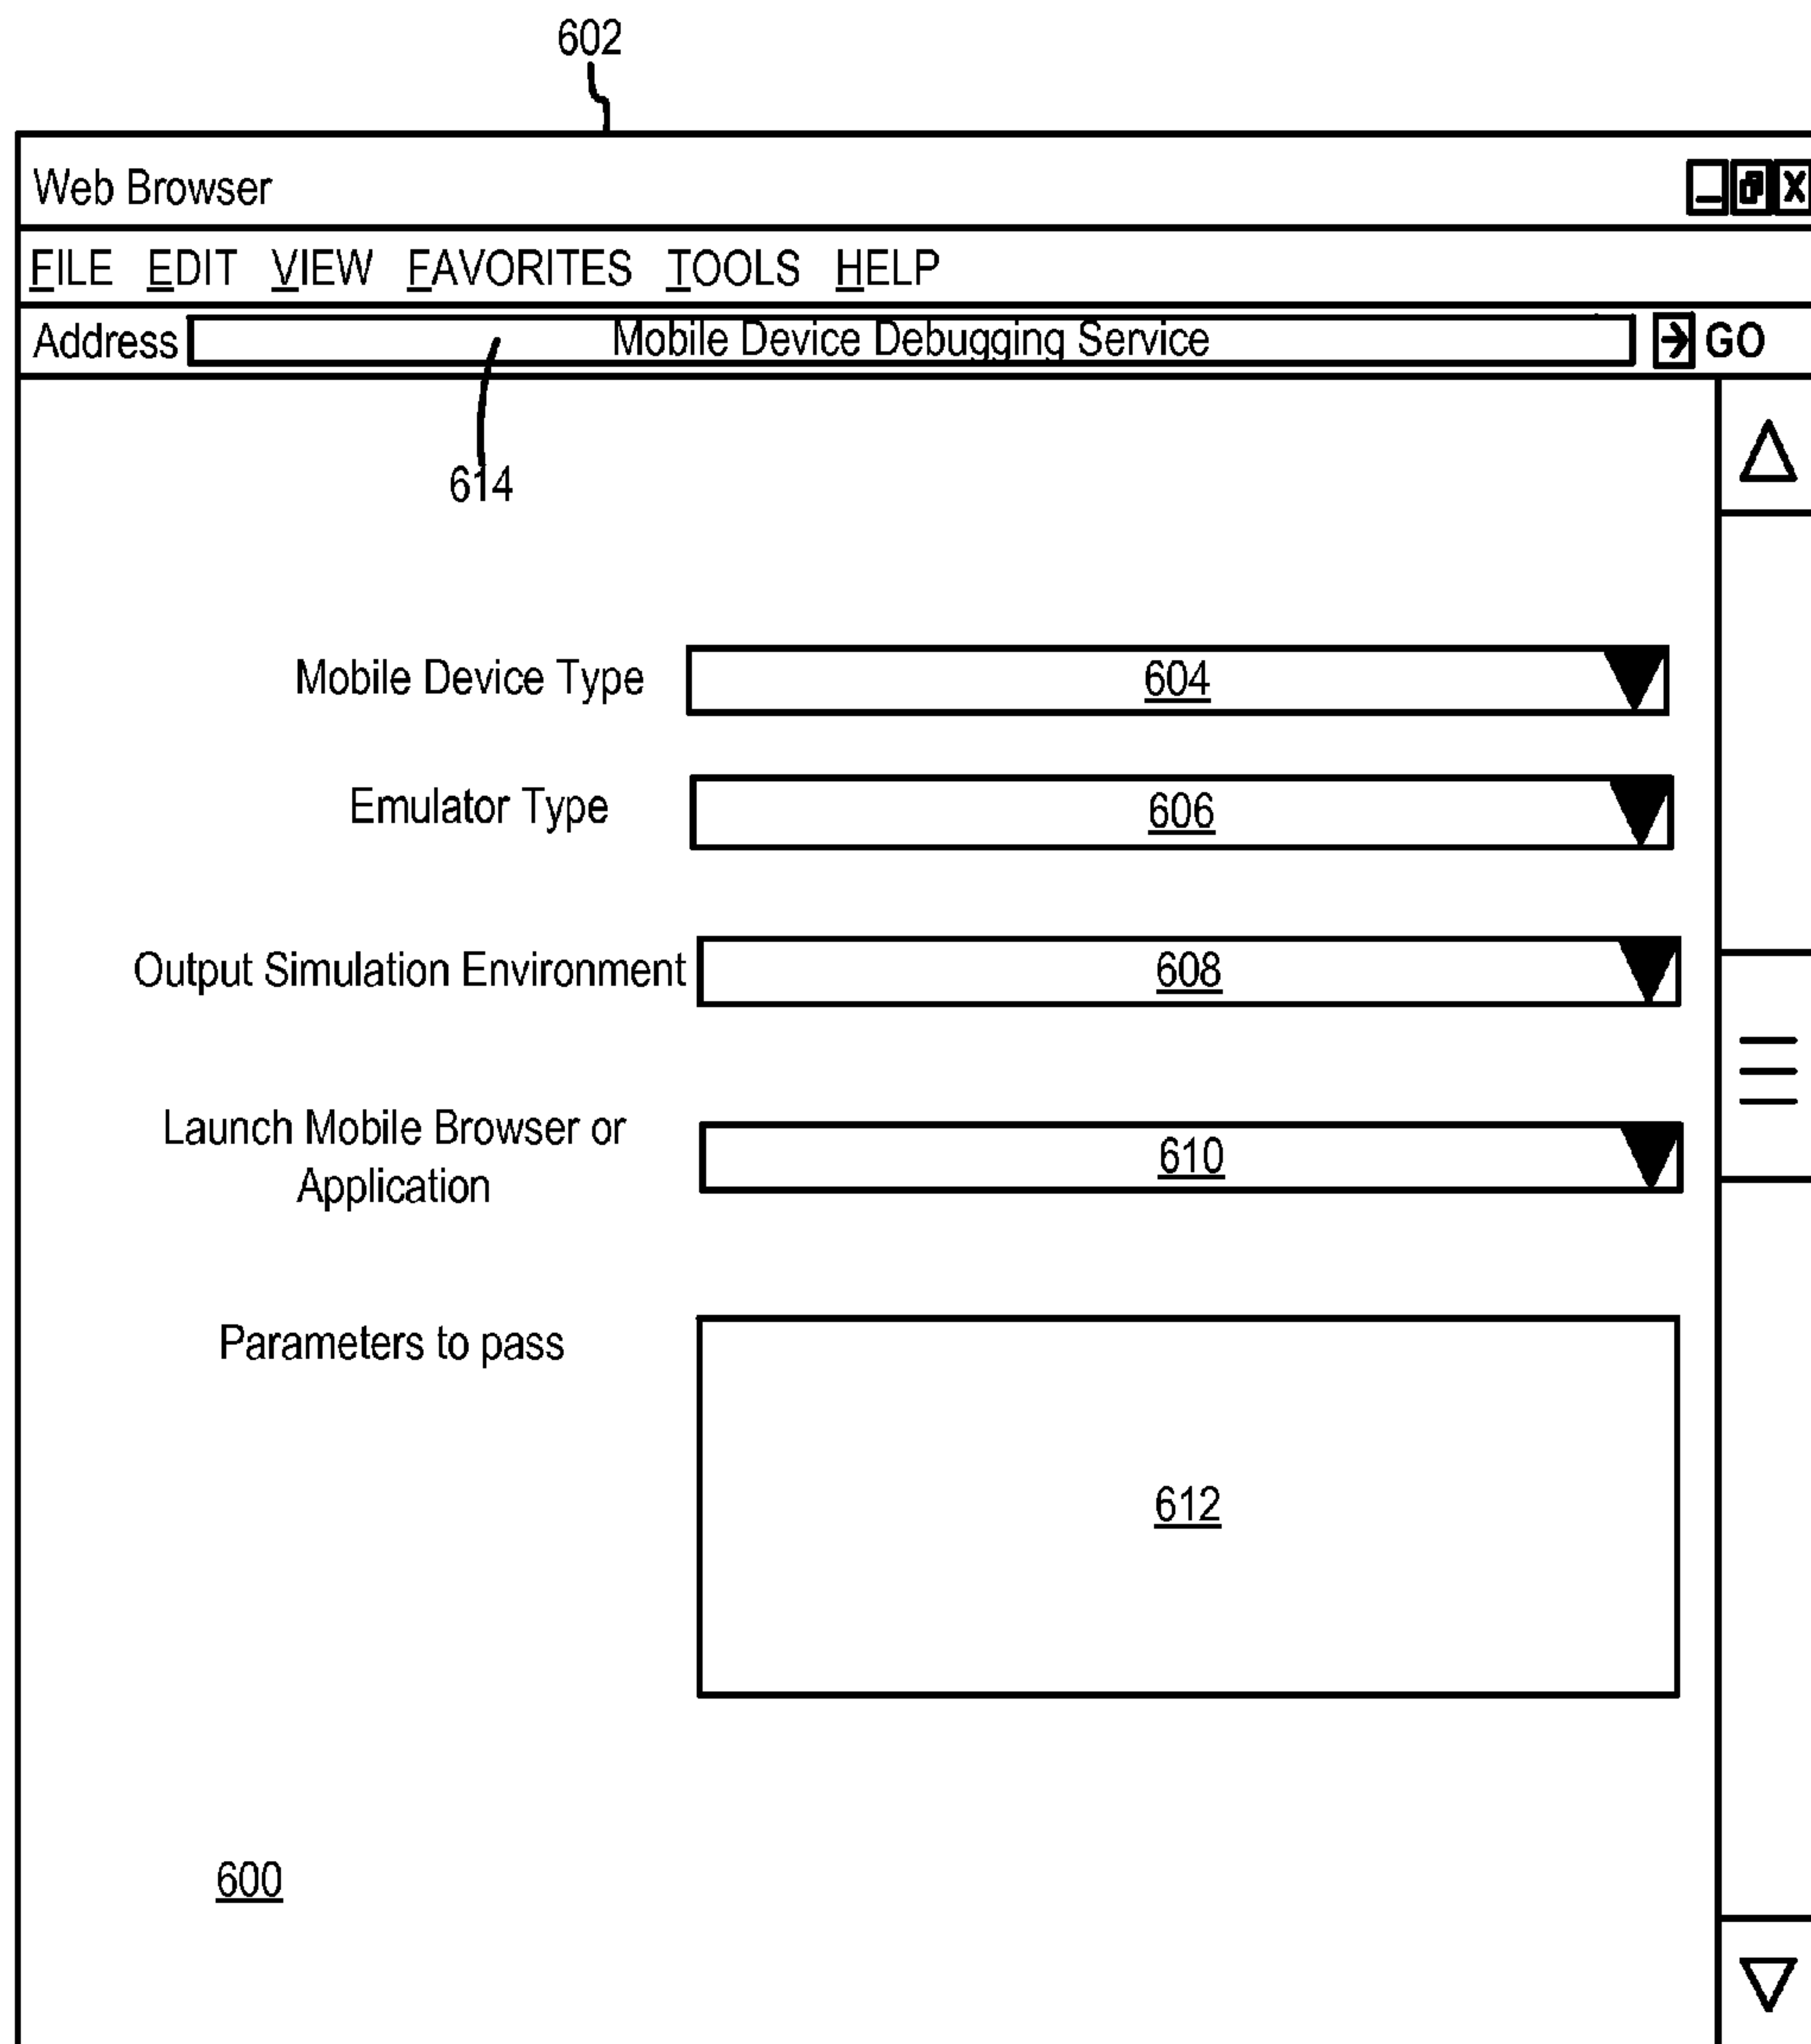 602
Web Browser
FILE EDIT VIEW FAVORITES TOOLS HELP
Address Mobile Device Debugging Service GO
614
Mobile Device Type 604
Emulator Type 606
Output Simulation Environment 608
Launch Mobile Browser or
Application 610
Parameters to pass
612
600